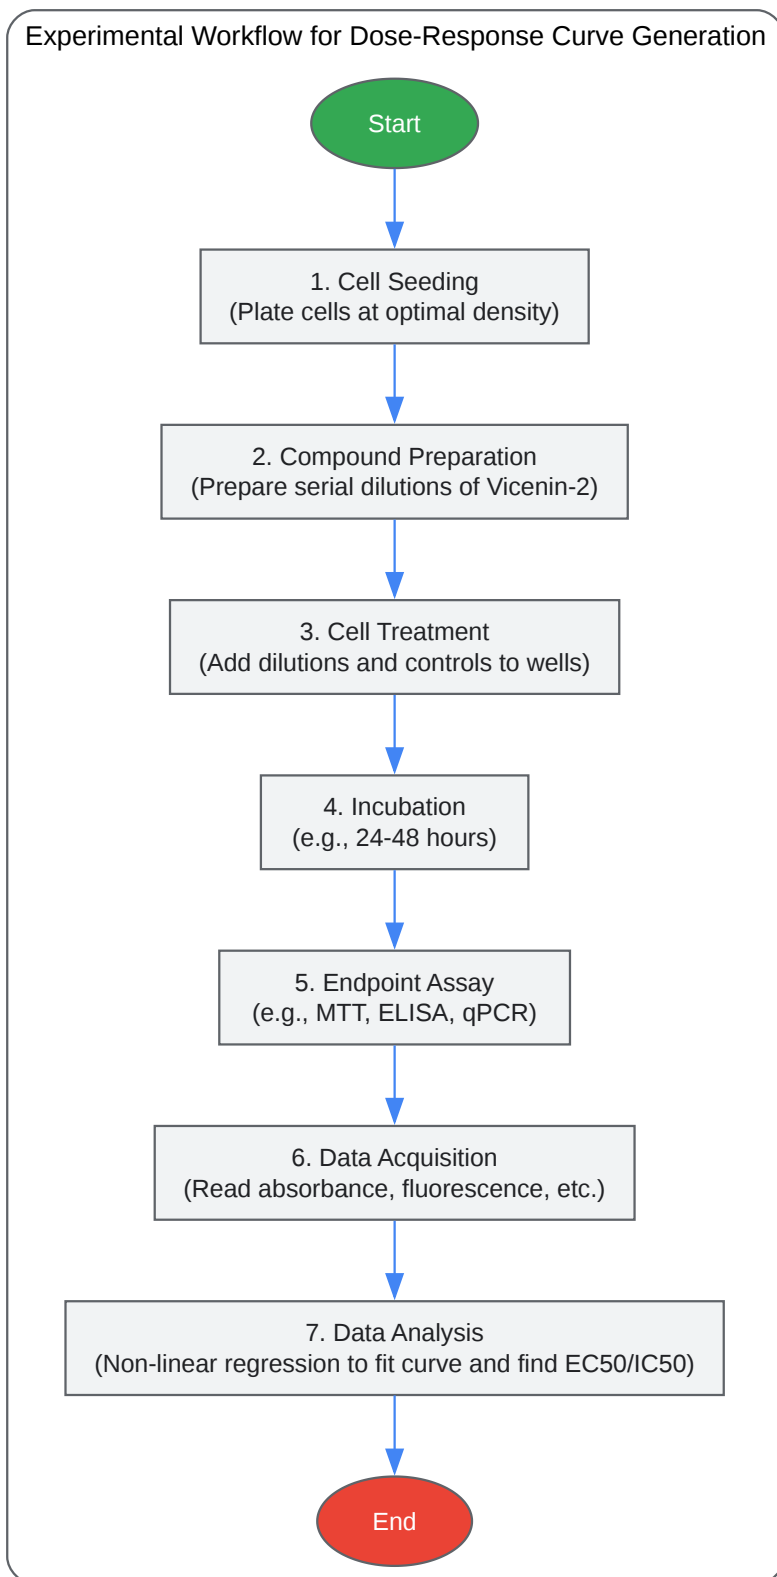 Experimental Workflow for Dose-Response Curve Generation
Start
1. Cell Seeding
(Plate cells at optimal density)
2. Compound Preparation
(Prepare serial dilutions of Vicenin-2)
3. Cell Treatment
(Add dilutions and controls to wells)
4. Incubation
(e.g., 24-48 hours)
5. Endpoint Assay
(e.g., MTT, ELISA, qPCR)
6. Data Acquisition
(Read absorbance, fluorescence, etc.)
7. Data Analysis
(Non-linear regression to fit curve and find EC50/IC50)
End